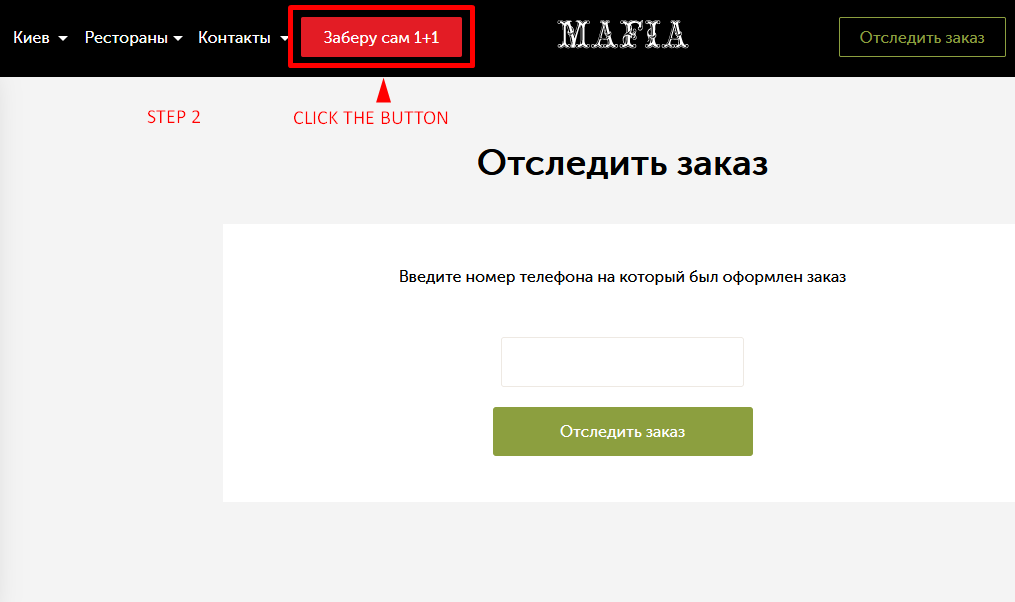 Киев Рестораны Контакты Заберу сам 1+1 MAFIA Отследить заказ
STEP 2 CLICK THE BUTTON
Отследить заказ
Введите номер телефона на который был оформлен заказ
Отследить заказ